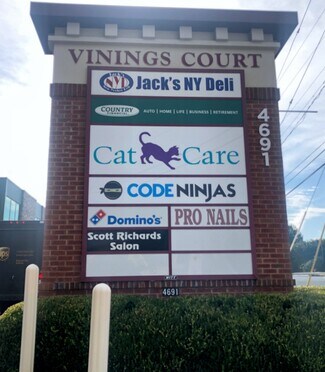 VININGS COURT
Jack's NY Deli
COUNTRY
AUTO | HOME | LIFE | BUSINESS | RETIREMENT
4691
Cat Care
CODE NINJAS
Domino's
PRO NAILS
Scott Richards
Salon
4691